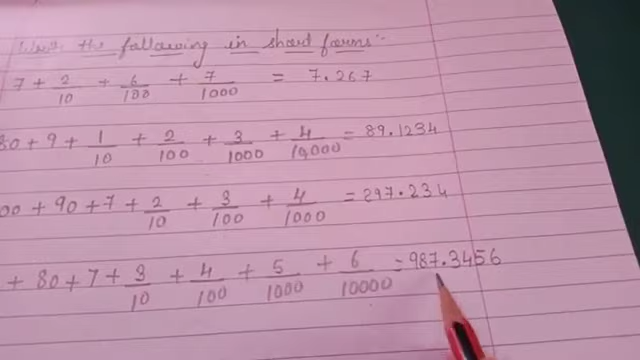 Write the following in short forms:-
7 + 2/10 + 6/100 + 7/1000 = 7.267
80 + 9 + 1/10 + 2/100 + 3/1000 + 4/10,000 = 89.1234
00 + 90 + 7 + 2/10 + 3/100 + 4/1000 = 297.234
+ 80 + 7 + 3/10 + 4/100 + 5/1000 + 6/10000 = 987.3456